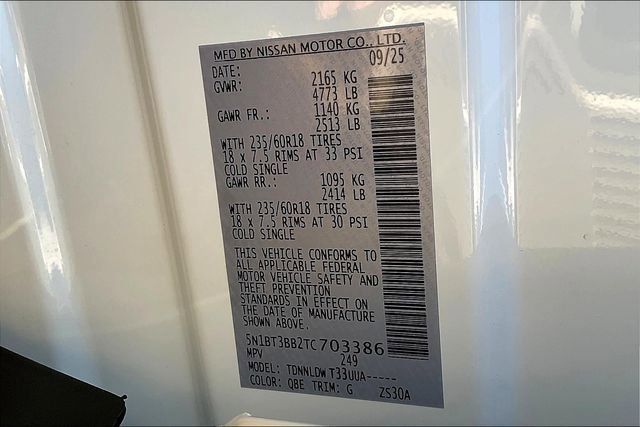 MFD BY NISSAN MOTOR CO., LTD.
DATE: 09/25
GVWR: 2165 KG
4773 LB
GAWR FR.: 1140 KG
2513 LB
WITH 235/60R18 TIRES
18 x 7.5 RIMS AT 33 PSI
COLD SINGLE
GAWR RR.: 1095 KG
2414 LB
WITH 235/60R18 TIRES
18 x 7.5 RIMS AT 30 PSI
COLD SINGLE
THIS VEHICLE CONFORMS TO
ALL APPLICABLE FEDERAL
MOTOR VEHICLE SAFETY AND
THEFT PREVENTION
STANDARDS IN EFFECT ON
THE DATE OF MANUFACTURE
SHOWN ABOVE.
5N1BT3BB2TC703386
MPV 249
MODEL: TDNNLDW T33UUA-----
COLOR: QBE TRIM: G ZS30A